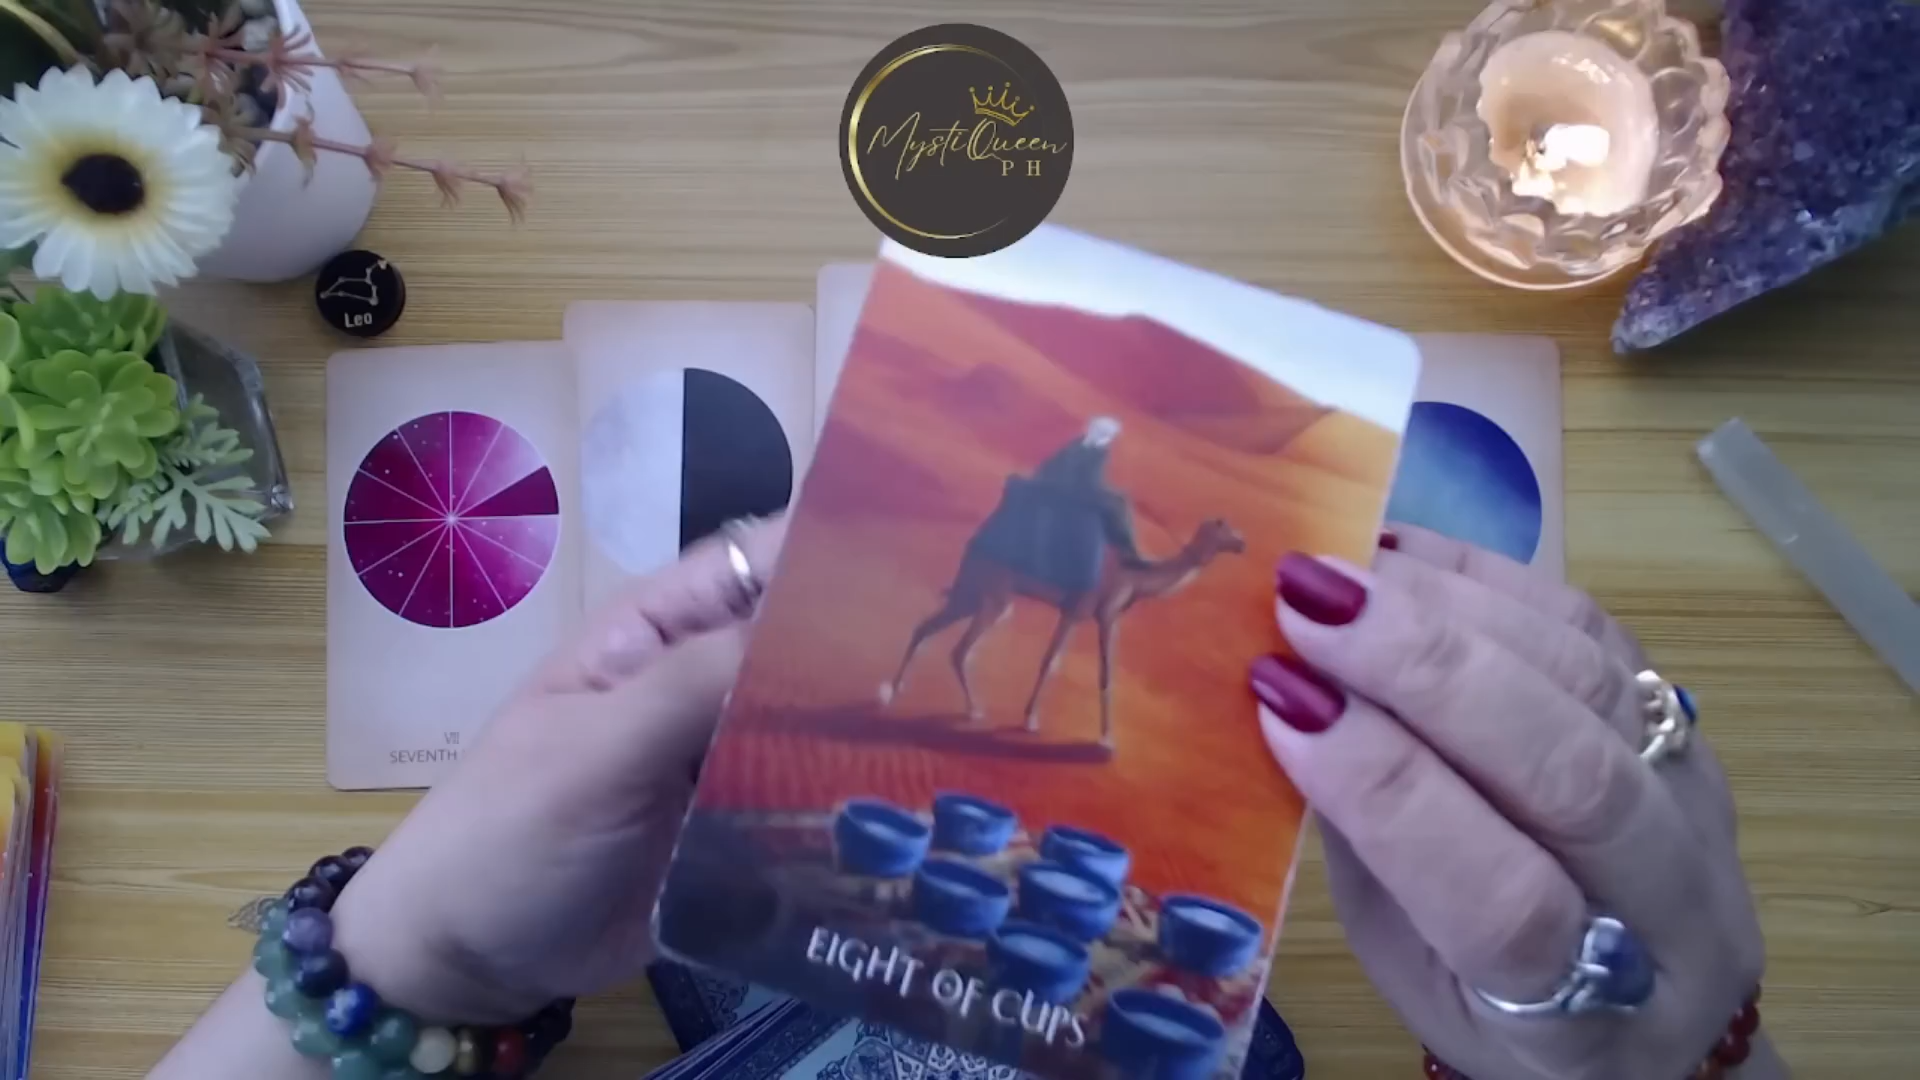 MystiQueen
PH
Leo
VII
SEVENTH
EIGHT OF CUPS